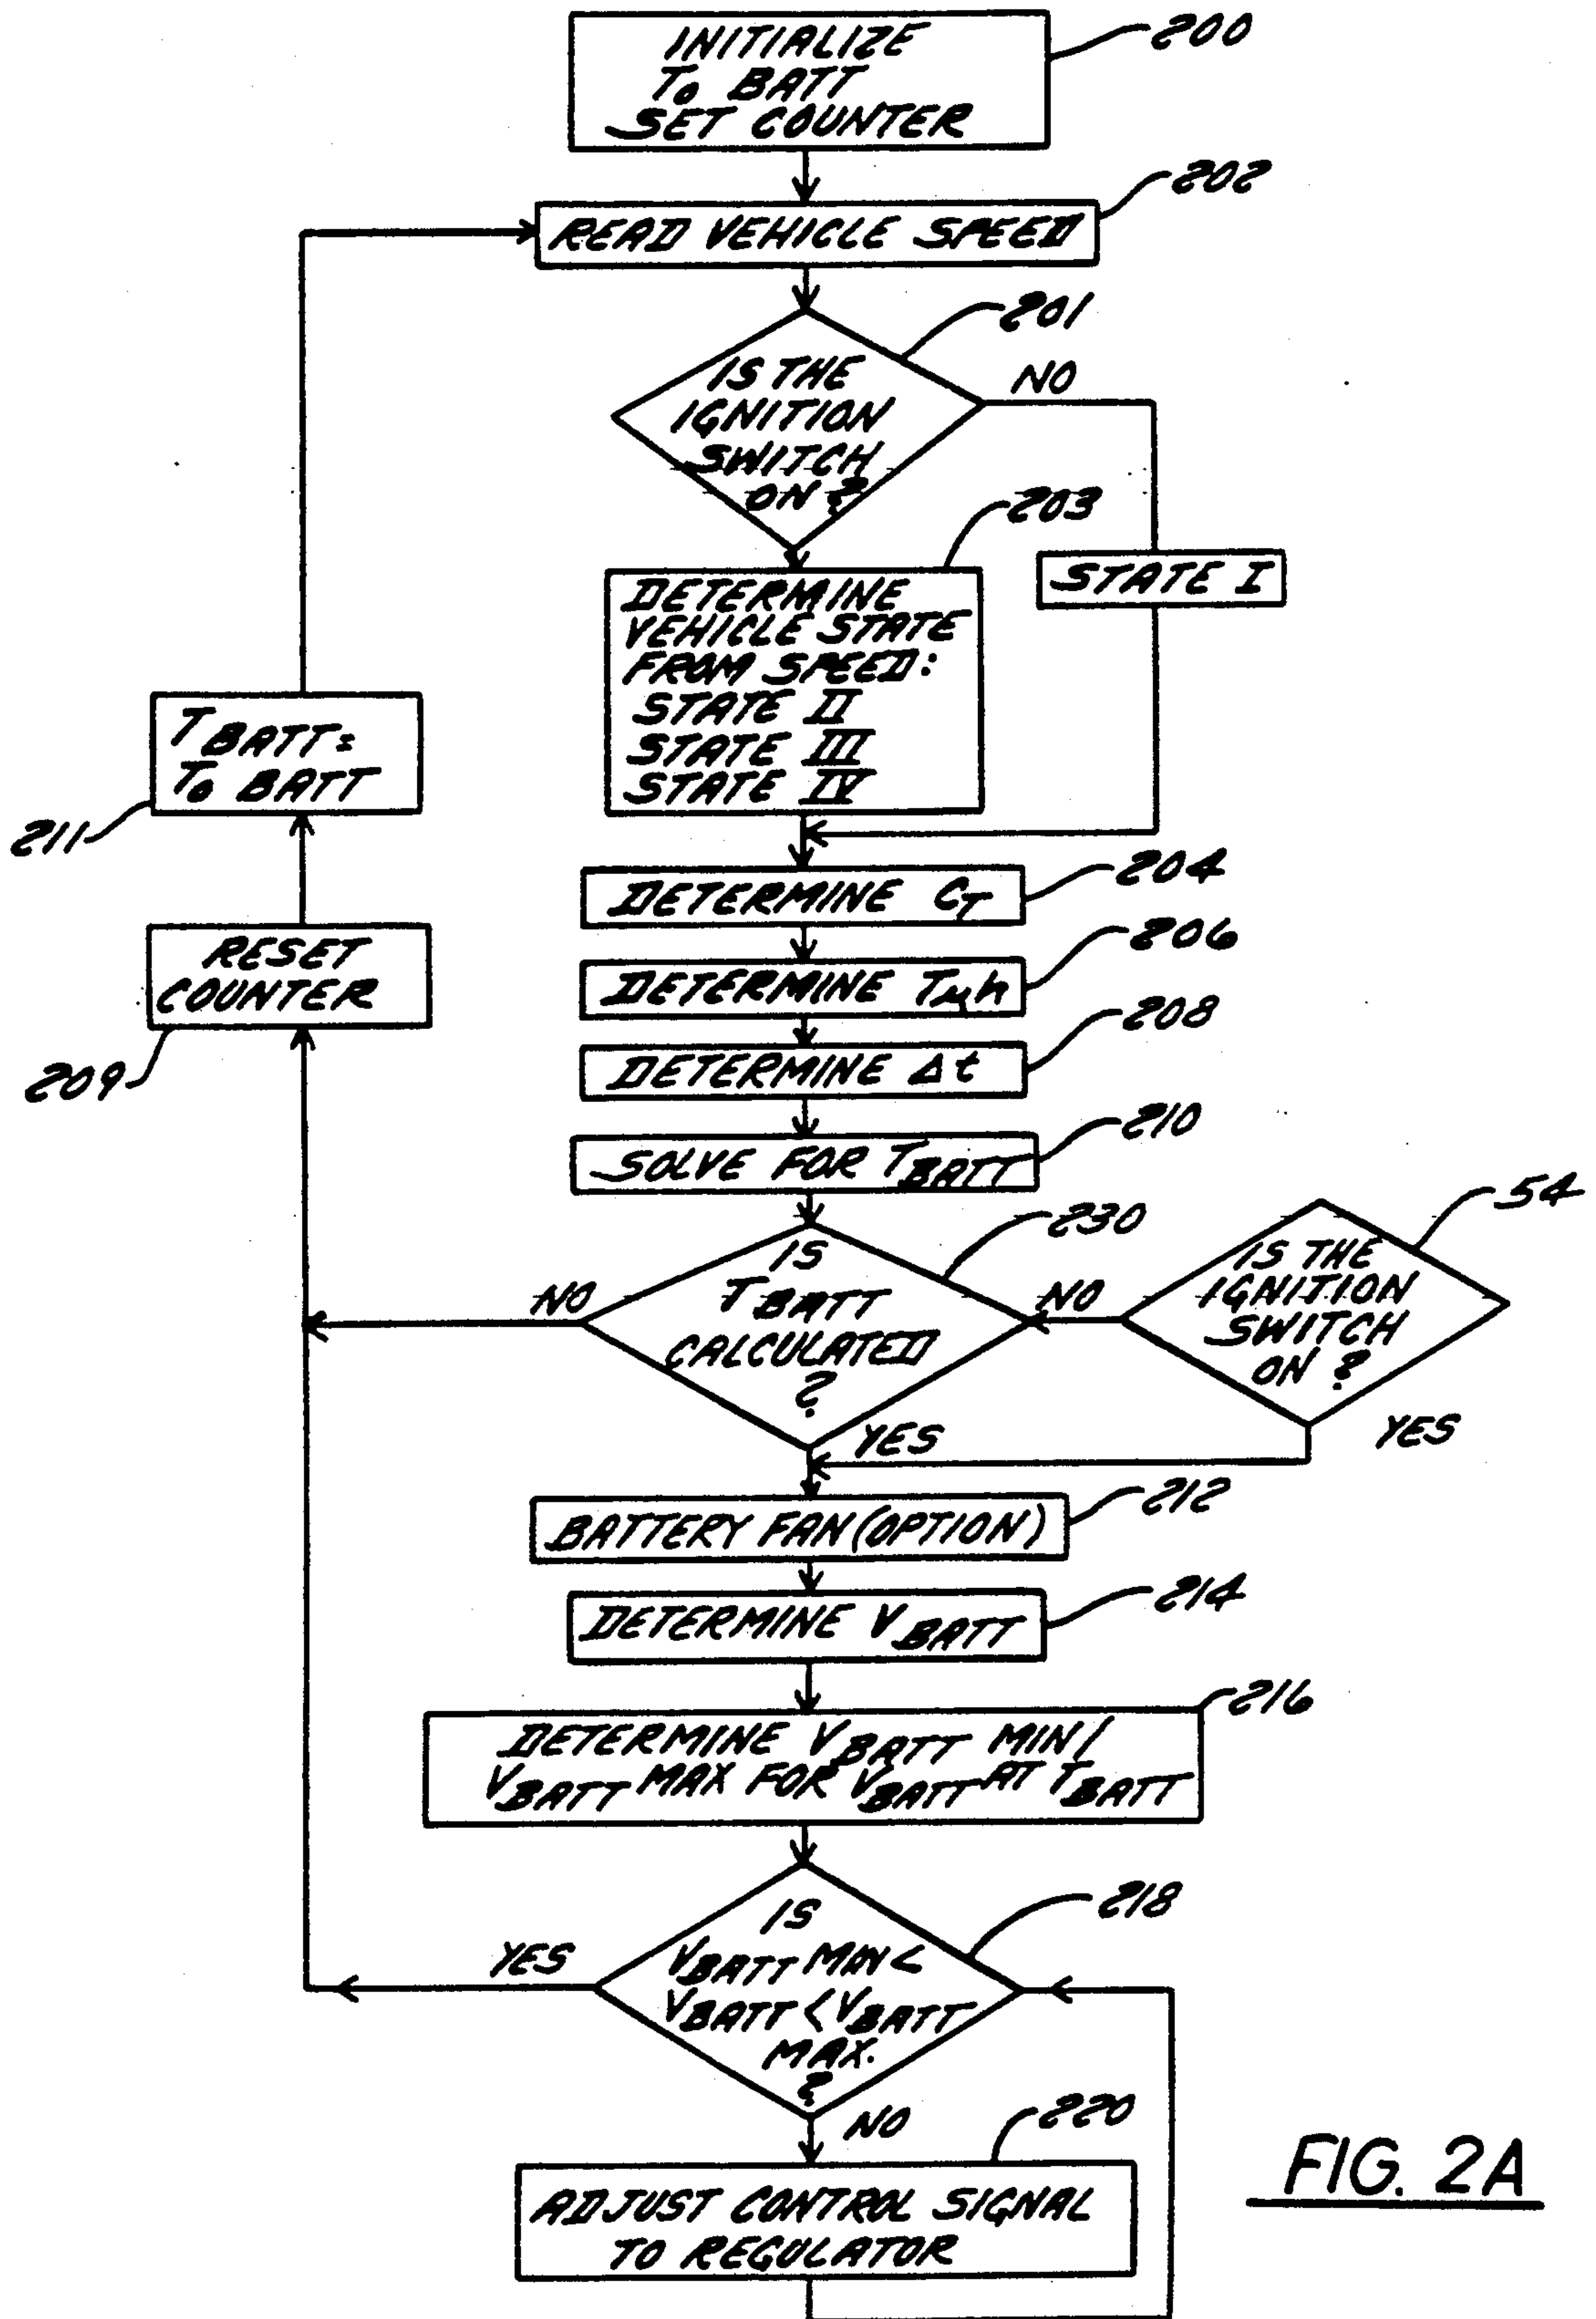 INITIALIZE
To BATT
SET COUNTER
200
READ VEHICLE SPEED
202
IS THE
IGNITION
SWITCH
ON?
201
NO
STATE I
DETERMINE
VEHICLE STATE
FROM SPEED:
STATE II
STATE III
STATE IV
203
TBATT=
To BATT
211
DETERMINE CT
204
RESET
COUNTER
209
DETERMINE Tμh
206
DETERMINE Δt
208
SOLVE FOR TBATT
210
IS
TBATT
CALCULATED
?
230
NO
YES
IS THE
IGNITION
SWITCH
ON?
54
NO
YES
BATTERY FAN (OPTION)
212
DETERMINE VBATT
214
DETERMINE VBATT MIN/
VBATT MAX FOR VBATT AT TBATT
216
IS
VBATT MIN<
VBATT<VBATT
MAX.
?
218
YES
NO
ADJUST CONTROL SIGNAL
TO REGULATOR
220
FIG. 2A